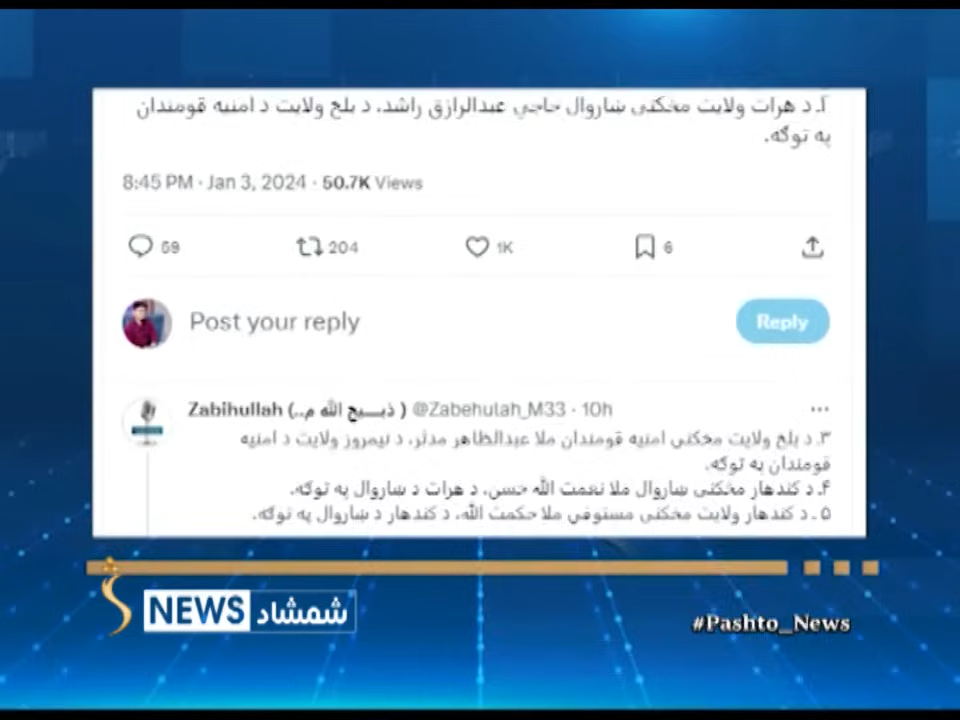 ۲. د هرات ولایت مخکنی ښاروال حاجي عبدالرازق راشد، د بلخ ولایت د امنیه قومندان
په توګه.
8:45 PM · Jan 3, 2024 · 50.7K Views
59 204 1K 6
Post your reply
Reply
Zabihullah (..ذبـــیح الله م ) @Zabehulah_M33 · 10h
۳. د بلخ ولایت مخکنی امنیه قومندان ملا عبدالظاهر مدثر، د نیمروز ولایت د امنیه
قومندان په توګه.
۴. د کندهار مخکنی ښاروال ملا نعمت الله حسن، د هرات د ښاروال په توګه.
۵ . د کندهار ولایت مخکنی مستوفي ملا حکمت الله، د کندهار د ښاروال په توګه.
NEWS شمشاد
#Pashto_News